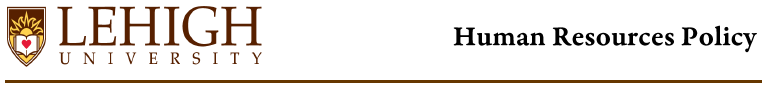 LEHIGH
UNIVERSITY
Human Resources Policy